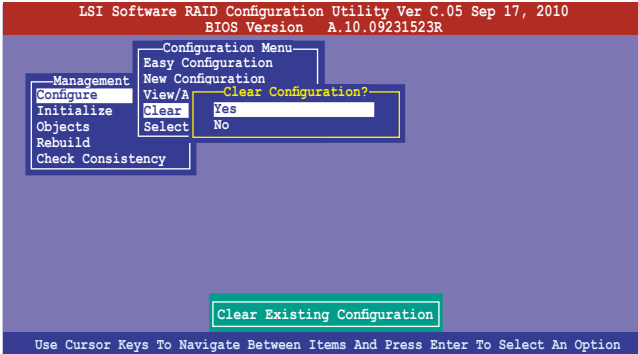 LSI Software RAID Configuration Utility Ver C.05 Sep 17, 2010
BIOS Version A.10.09231523R
Configuration Menu
Easy Configuration
New Configuration
View/A
Clear
Select
Management
Configure
Initialize
Objects
Rebuild
Check Consistency
Clear Configuration?
Yes
No
Clear Existing Configuration
Use Cursor Keys To Navigate Between Items And Press Enter To Select An Option